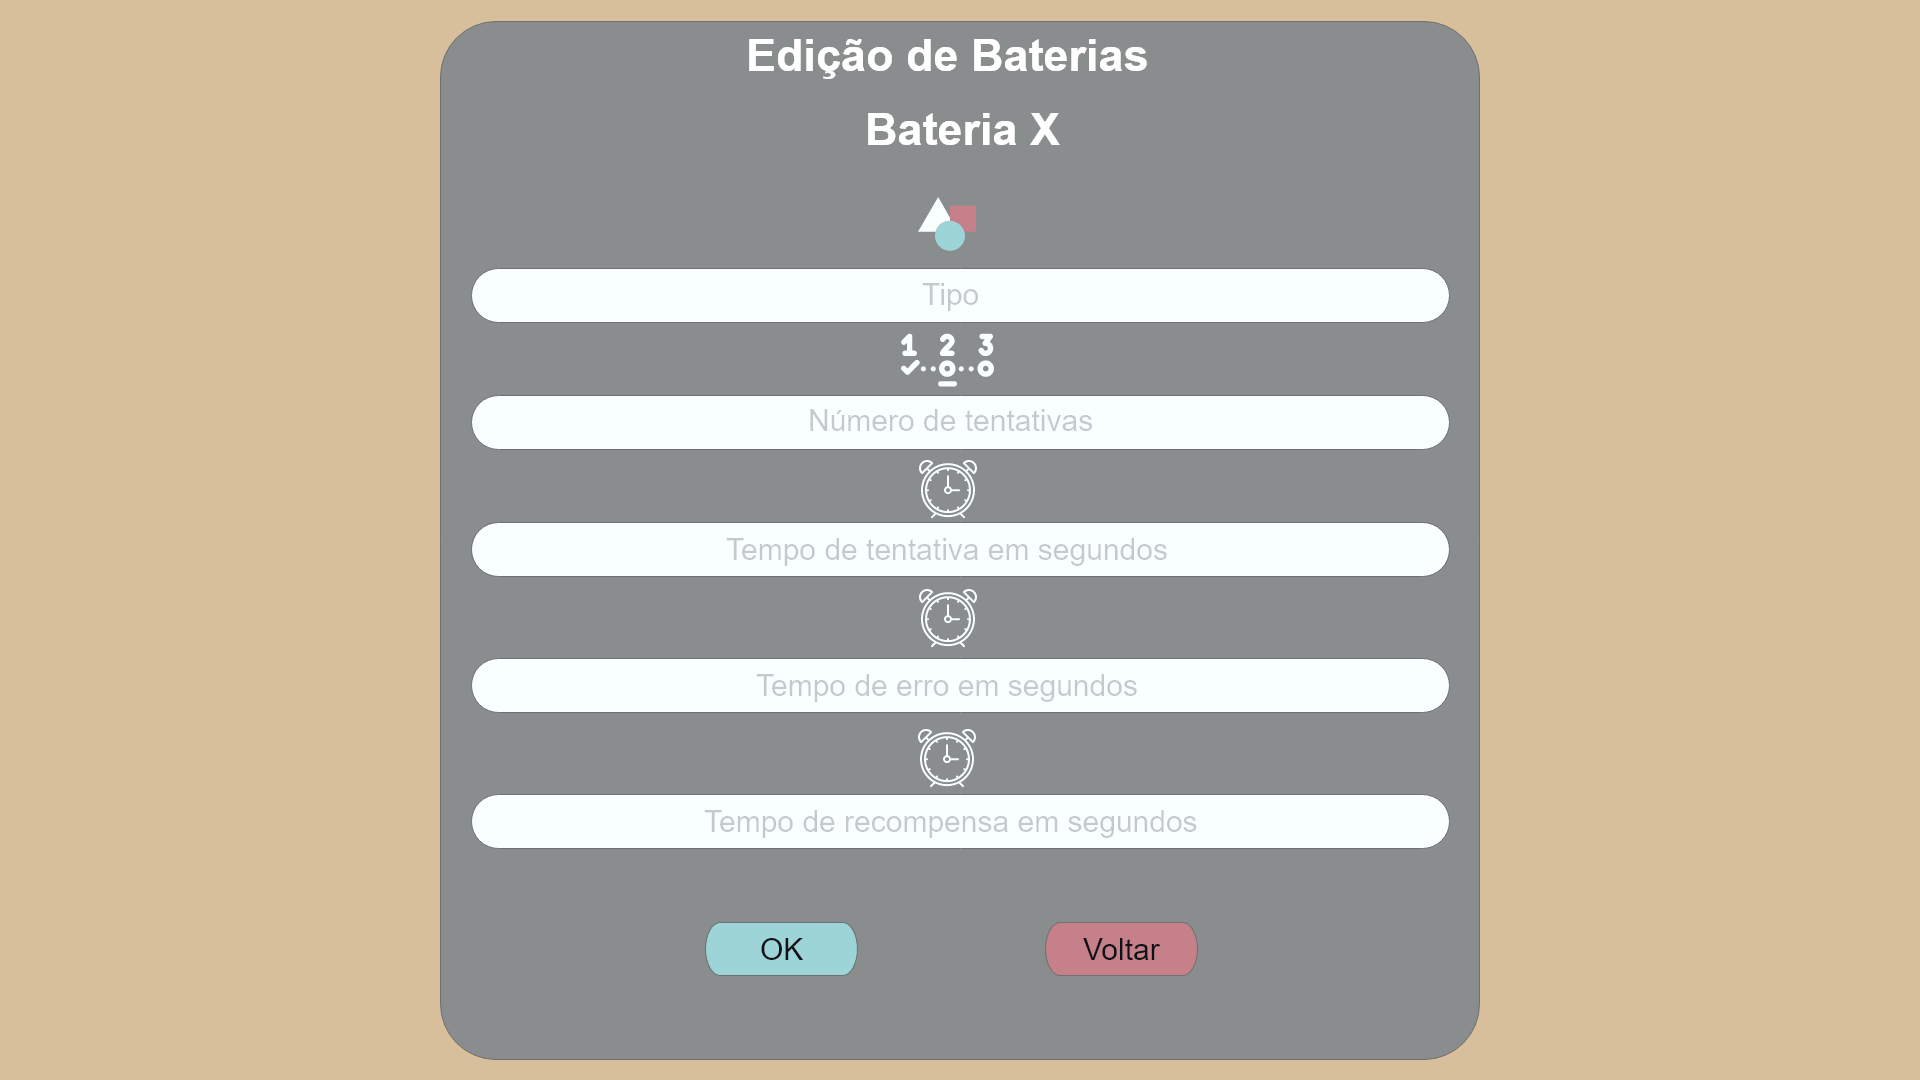 Edição de Baterias
Bateria X
Tipo
1 2 3
Número de tentativas
Tempo de tentativa em segundos
Tempo de erro em segundos
Tempo de recompensa em segundos
OK Voltar